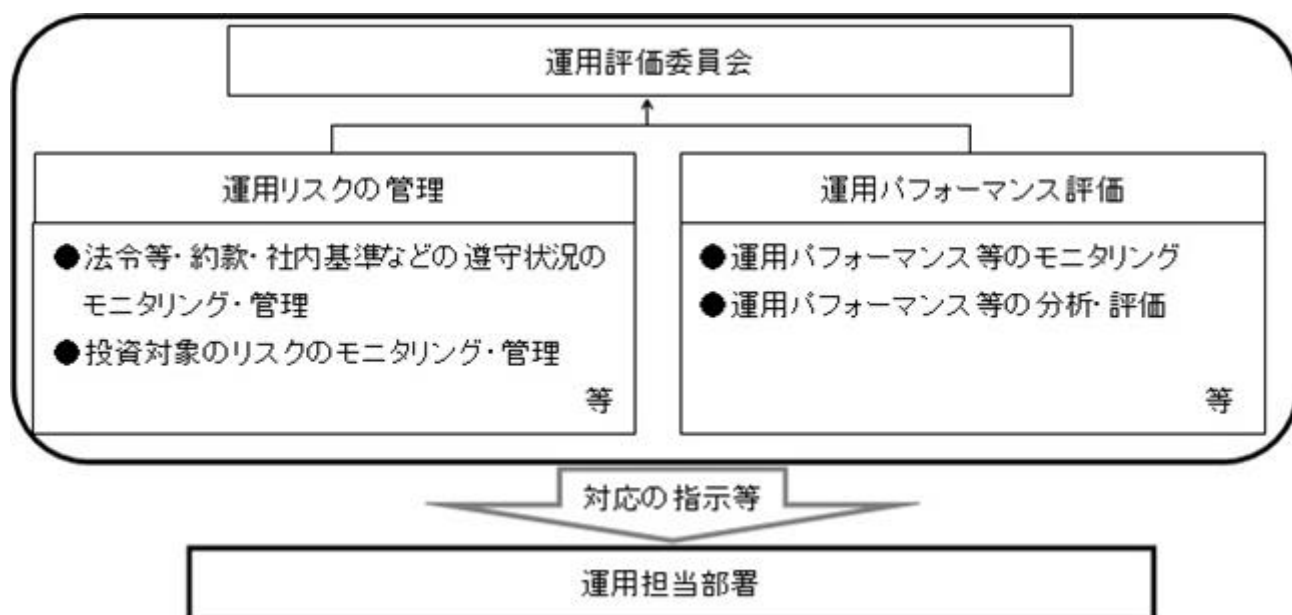 運用評価委員会
運用リスクの管理
●法令等・約款・社内基準などの遵守状況の
モニタリング・管理
●投資対象のリスクのモニタリング・管理
等
運用パフォーマンス評価
●運用パフォーマンス等のモニタリング
●運用パフォーマンス等の分析・評価
等
対応の指示等
運用担当部署